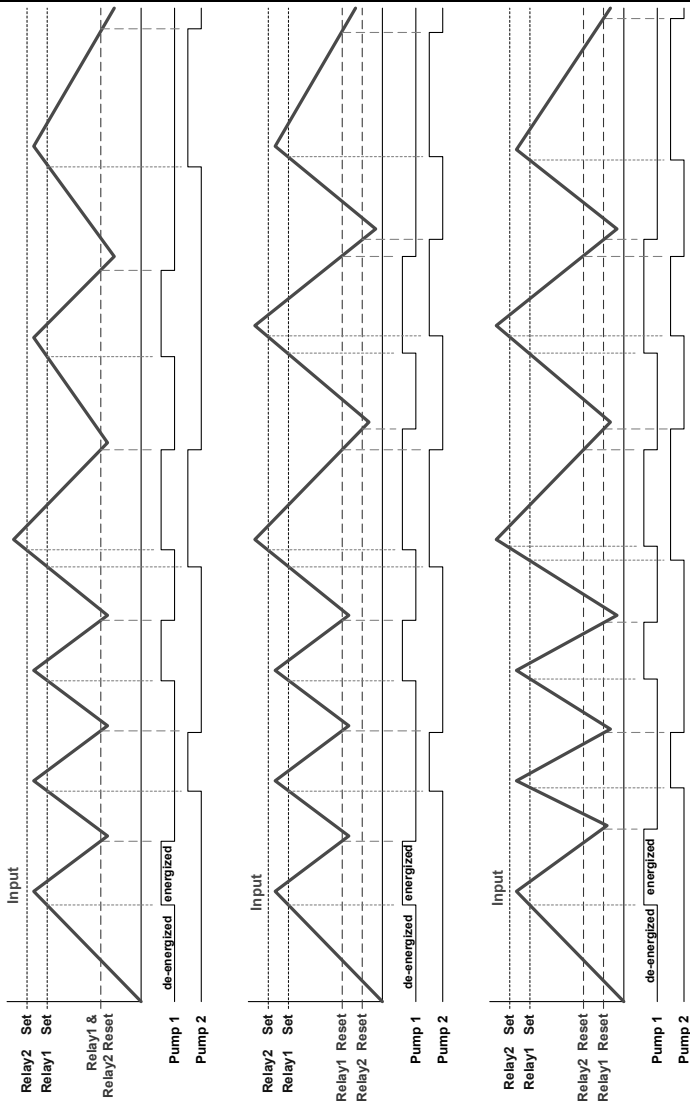 Input
Relay2 Set
Relay1 Set
Relay1 &
Relay2 Reset
de-energized energized
Pump 1
Pump 2
Input
Relay2 Set
Relay1 Set
Relay1 Reset
Relay2 Reset
de-energized energized
Pump 1
Pump 2
Input
Relay2 Set
Relay1 Set
Relay2 Reset
Relay1 Reset
de-energized energized
Pump 1
Pump 2